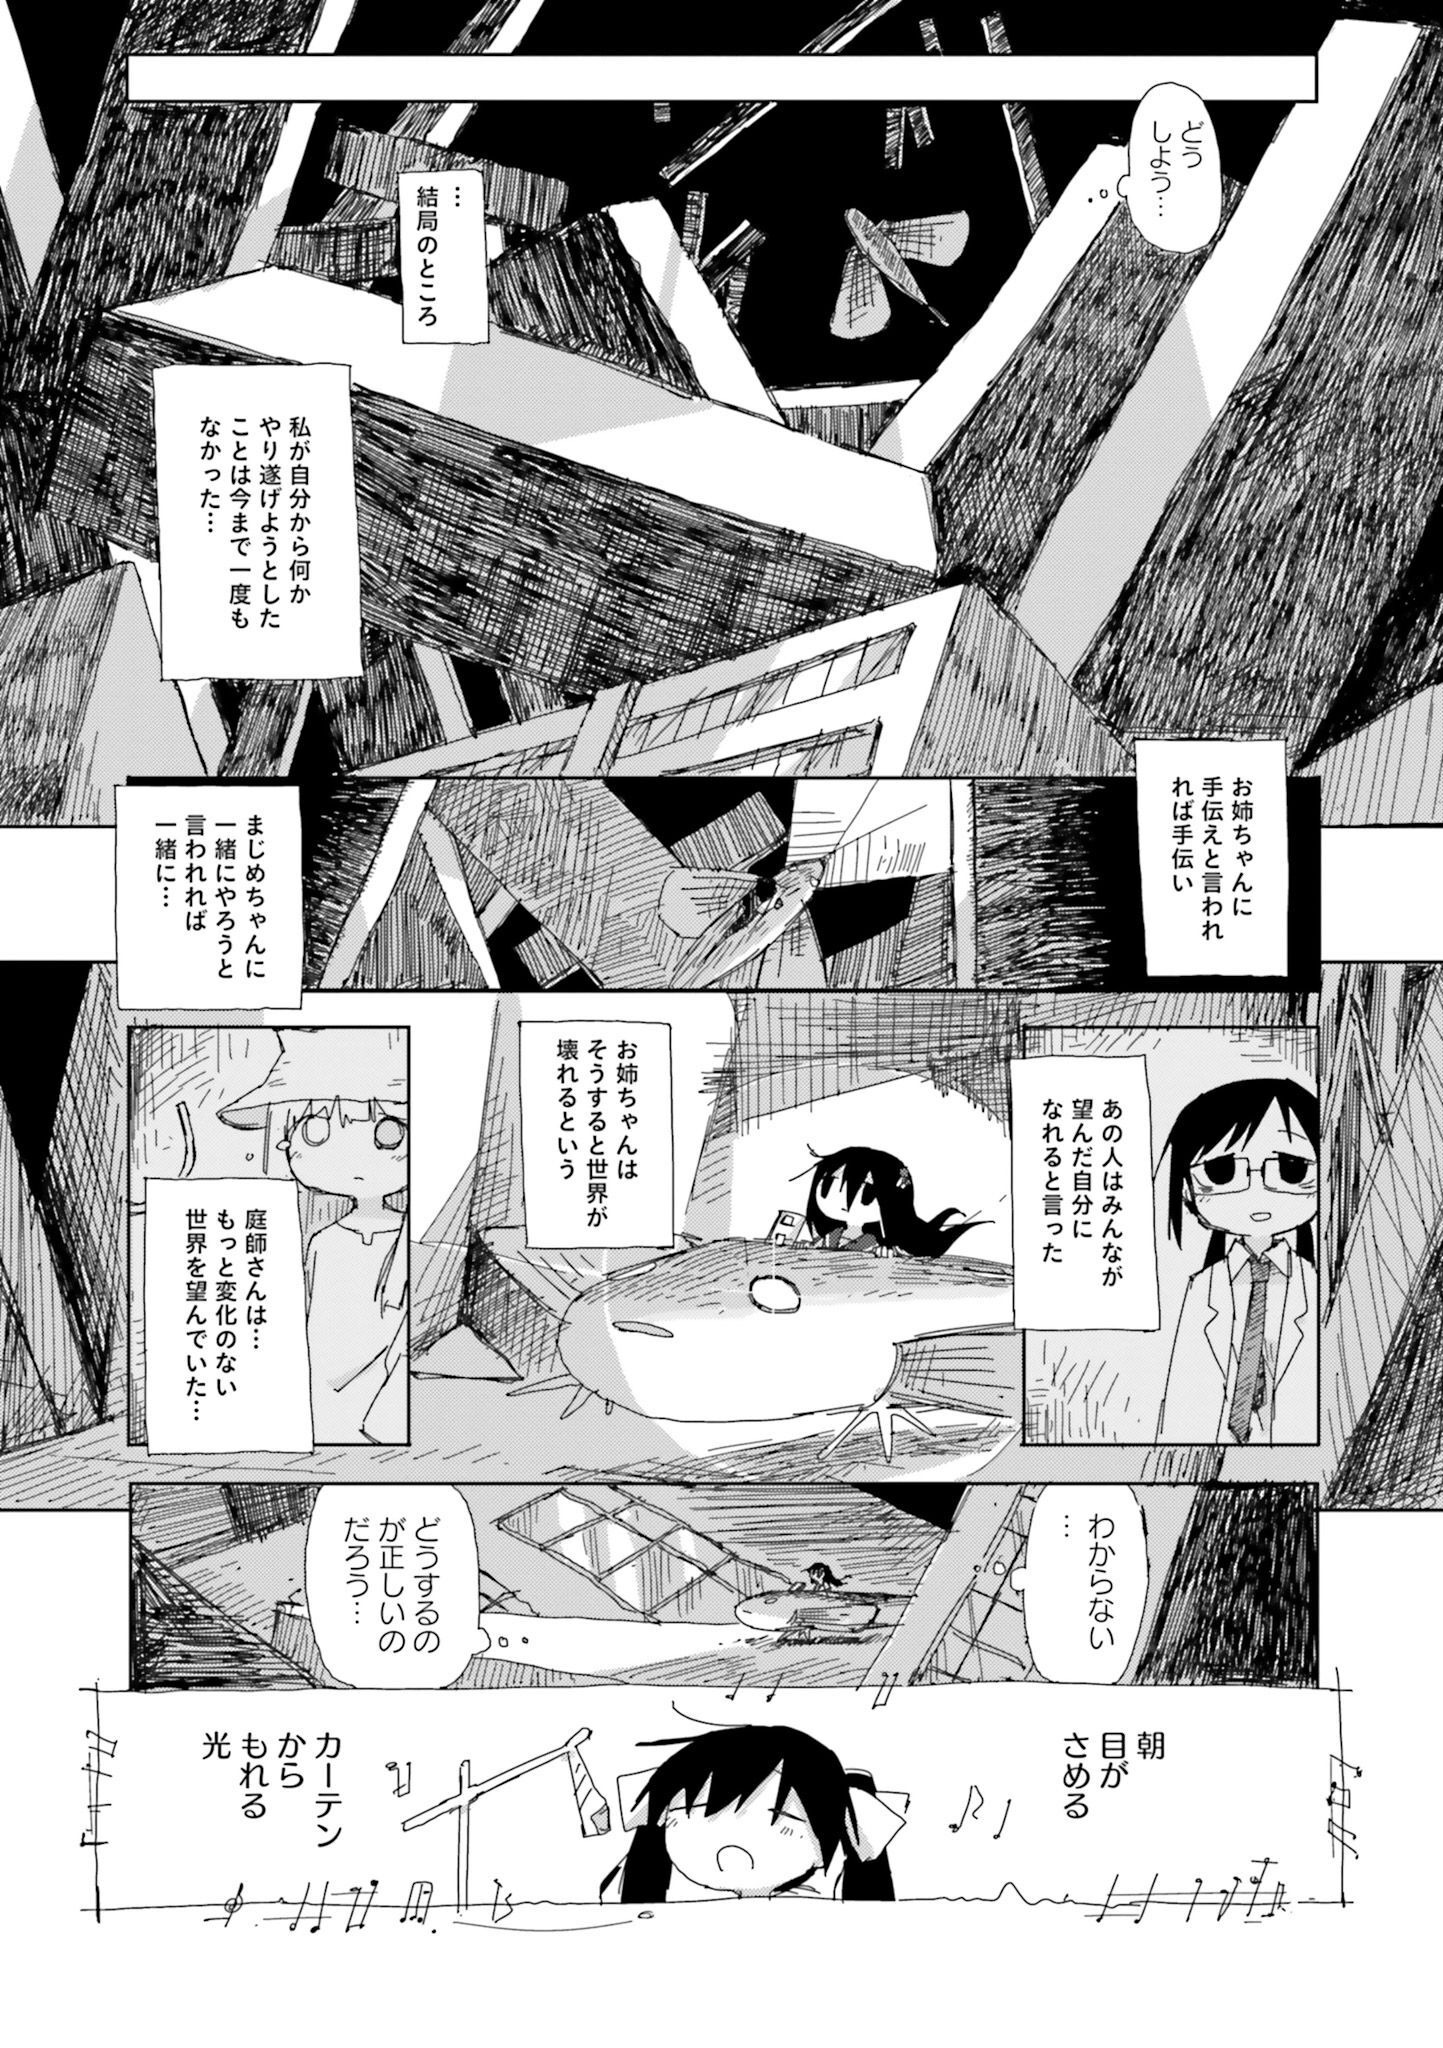 どう
しよう…
…
結局のところ
私が自分から何か
やり遂げようとした
ことは今まで一度も
なかった…
お姉ちゃんに
手伝えと言われ
れば手伝い
まじめちゃんに
一緒にやろうと
言われれば
一緒に…
あの人はみんなが
望んだ自分に
なれると言った
お姉ちゃんは
そうすると世界が
壊れるという
庭師さんは…
もっと変化のない
世界を望んでいた…
わからない
…
どうするの
が正しいの
だろう…
朝
目が
さめる
カーテン
から
もれる
光